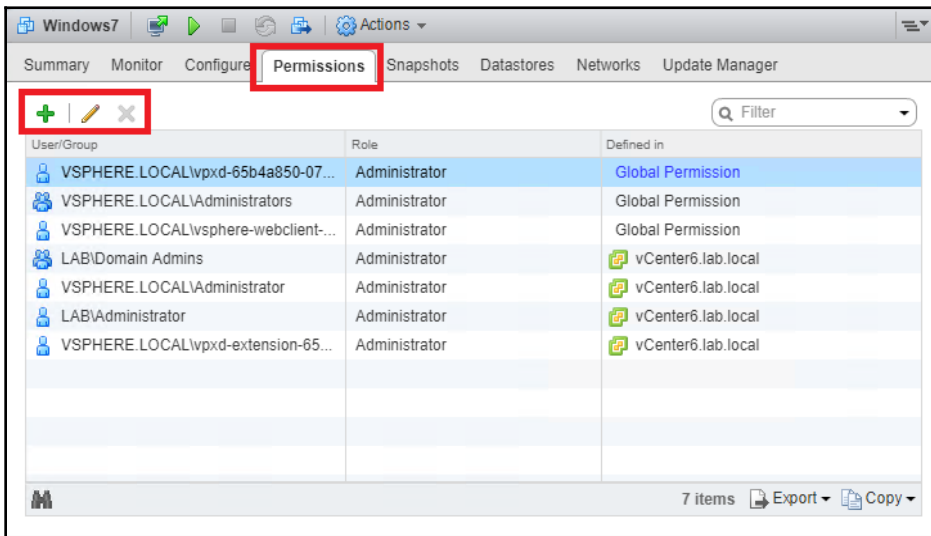 Windows7 Actions
Summary Monitor Configure Permissions Snapshots Datastores Networks Update Manager
Filter
User/Group Role Defined in
VSPHERE.LOCAL\vpxd-65b4a850-07... Administrator Global Permission
VSPHERE.LOCAL\Administrators Administrator Global Permission
VSPHERE.LOCAL\vsphere-webclient-... Administrator Global Permission
LAB\Domain Admins Administrator vCenter6.lab.local
VSPHERE.LOCAL\Administrator Administrator vCenter6.lab.local
LAB\Administrator Administrator vCenter6.lab.local
VSPHERE.LOCAL\vpxd-extension-65... Administrator vCenter6.lab.local
7 items Export Copy